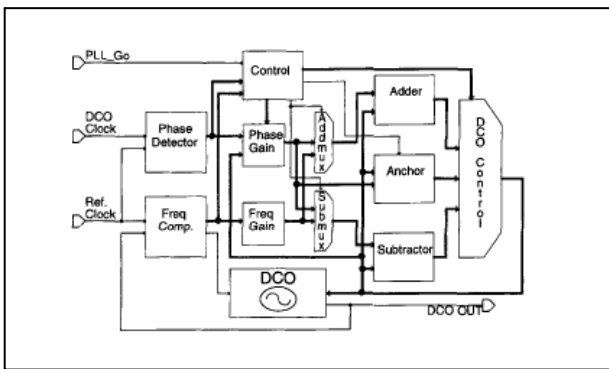 PLL_Go
Control
Adder
DCO
Clock
Phase
Detector
Phase
Gain
Addmux
Anchor
DCO Control
Ref.
Clock
Freq
Comp.
Freq
Gain
Submux
Subtractor
DCO
DCO OUT